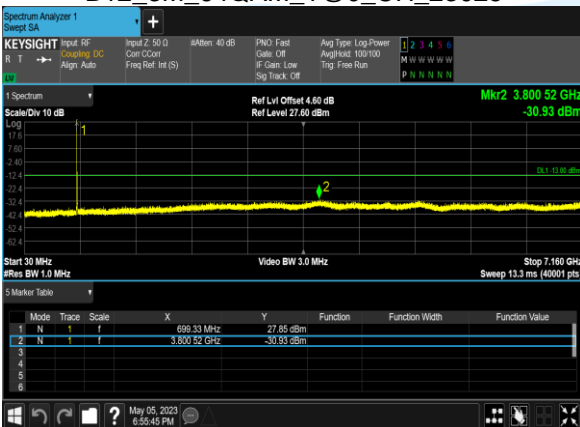 Spectrum Analyzer 1
Swept SA
+
KEYSIGHT
R T
LV
Input: RF
Coupling: DC
Align: Auto
Input Z: 50 Ω
Corr CCorr
Freq Ref: Int (S)
#Atten: 40 dB
PNO: Fast
Gate: Off
IF Gain: Low
Sig Track: Off
Avg Type: Log-Power
Avg|Hold: 100/100
Trig: Free Run
1 2 3 4 5 6
M W W W W W
P N N N N N
1 Spectrum
Scale/Div 10 dB
Ref Lvl Offset 4.60 dB
Ref Level 27.60 dBm
Mkr2 3.800 52 GHz
-30.93 dBm
Log
17.6
7.60
-2.40
-12.4
-22.4
-32.4
-42.4
-52.4
-62.4
1
DL1 -13.00 dBm
2
Start 30 MHz
#Res BW 1.0 MHz
Video BW 3.0 MHz
Stop 7.160 GHz
Sweep 13.3 ms (40001 pts
5 Marker Table
Mode Trace Scale X Y Function Function Width Function Value
1 N 1 f 699.33 MHz 27.85 dBm
2 N 1 f 3.800 52 GHz -30.93 dBm
3
4
5
6
?
May 05, 2023
6:55:45 PM